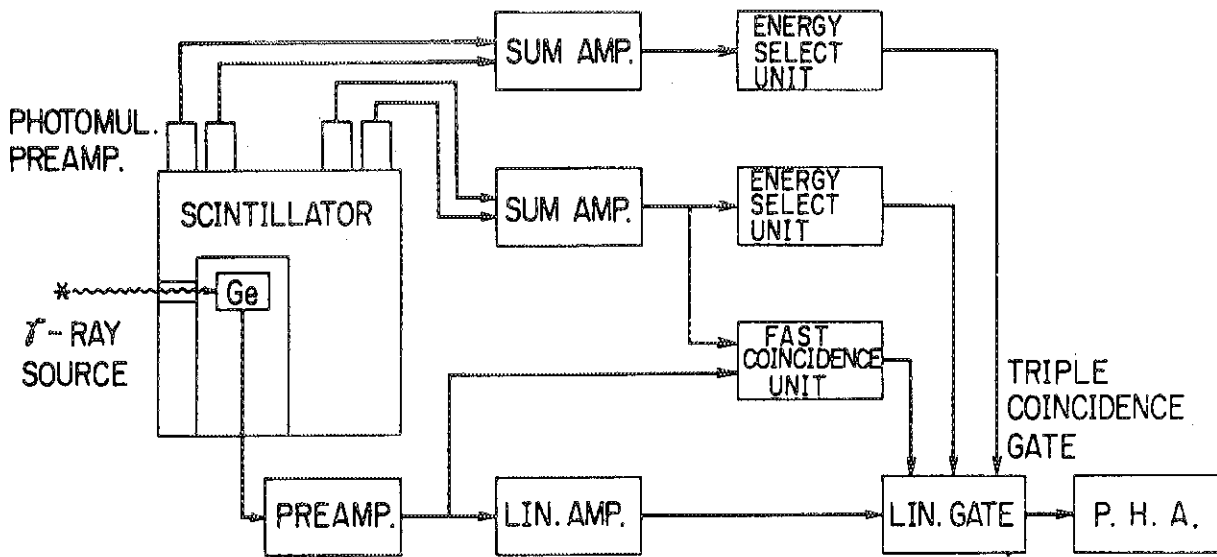 SUM AMP.
ENERGY
SELECT
UNIT
PHOTOMUL.
PREAMP.
SCINTILLATOR
SUM AMP.
ENERGY
SELECT
UNIT
Ge
γ-RAY
SOURCE
FAST
COINCIDENCE
UNIT
TRIPLE
COINCIDENCE
GATE
PREAMP.
LIN. AMP.
LIN. GATE
P. H. A.